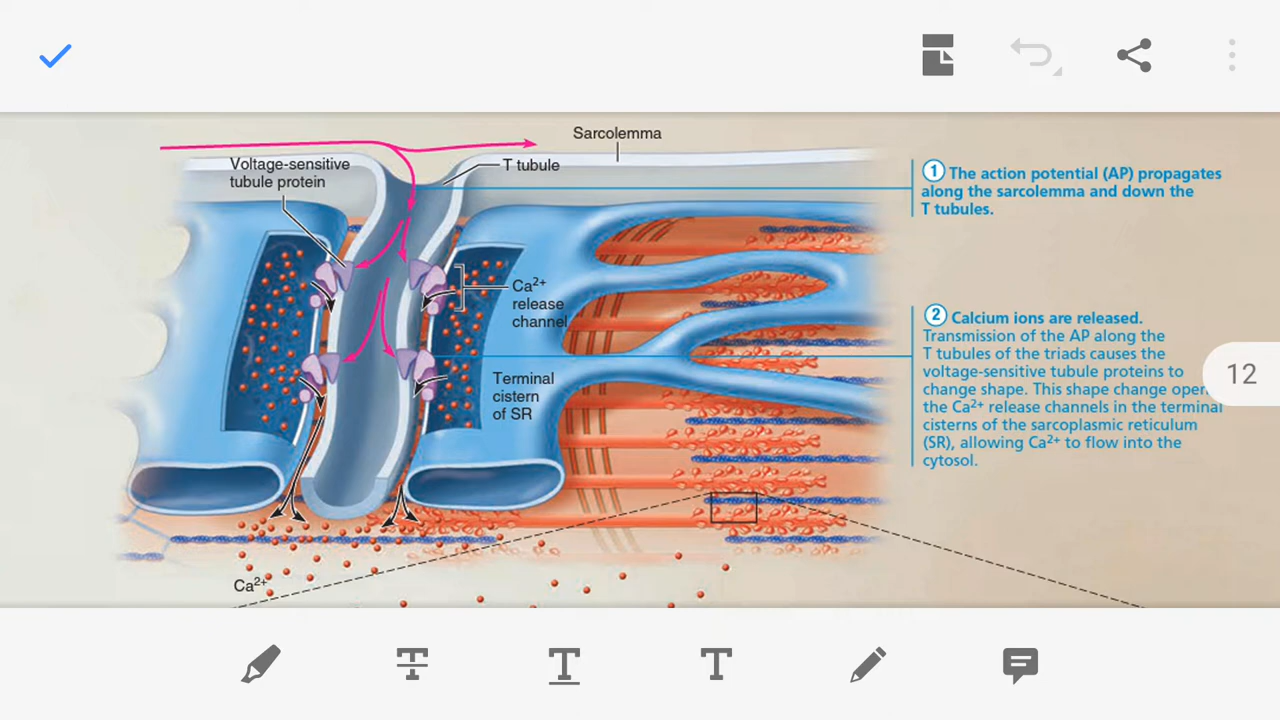 Sarcolemma
Voltage-sensitive
tubule protein
T tubule
1 The action potential (AP) propagates
along the sarcolemma and down the
T tubules.
Ca2+
release
channel
2 Calcium ions are released.
Transmission of the AP along the
T tubules of the triads causes the
voltage-sensitive tubule proteins to
change shape. This shape change
the Ca2+ release channels in the terminal
cisterns of the sarcoplasmic reticulum
(SR), allowing Ca2+ to flow into the
cytosol.
12
Terminal
cistern
of SR
Ca2+
T
T
T